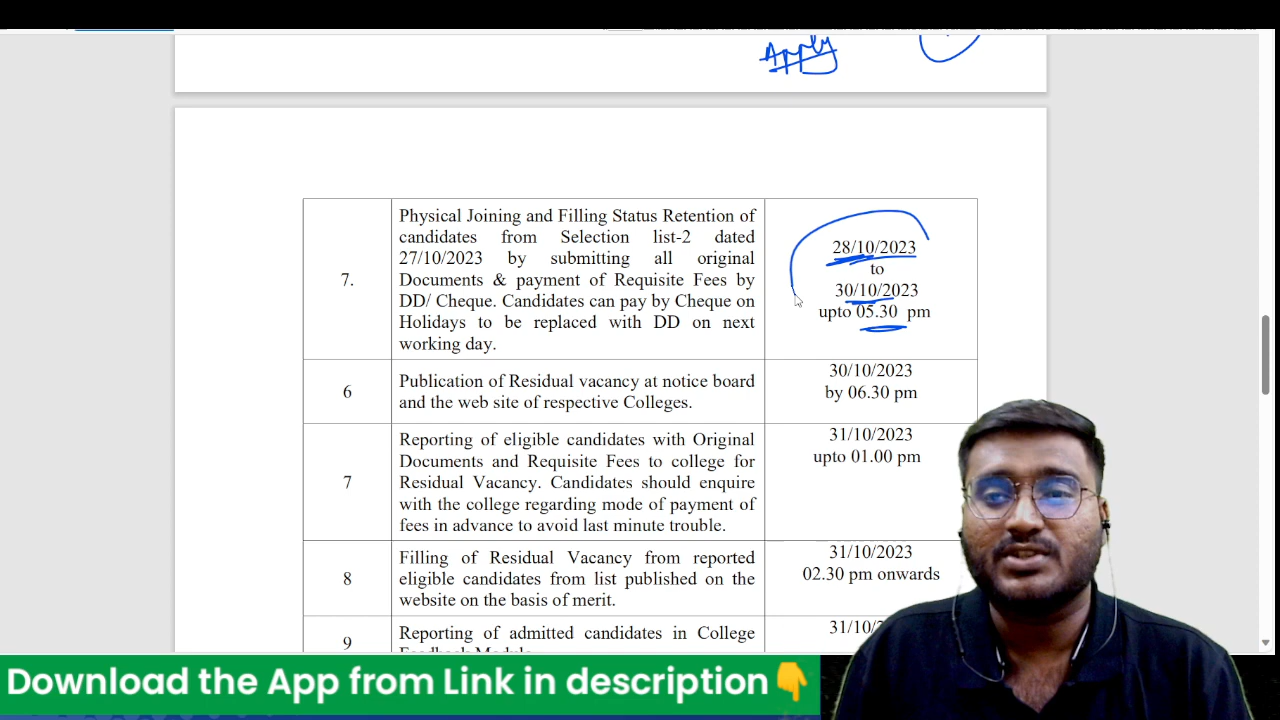 Apply
7.
Physical Joining and Filling Status Retention of
candidates from Selection list-2 dated
27/10/2023 by submitting all original
Documents & payment of Requisite Fees by
DD/ Cheque. Candidates can pay by Cheque on
Holidays to be replaced with DD on next
working day.
28/10/2023
to
30/10/2023
upto 05.30 pm
6
Publication of Residual vacancy at notice board
and the web site of respective Colleges.
30/10/2023
by 06.30 pm
7
Reporting of eligible candidates with Original
Documents and Requisite Fees to college for
Residual Vacancy. Candidates should enquire
with the college regarding mode of payment of
fees in advance to avoid last minute trouble.
31/10/2023
upto 01.00 pm
8
Filling of Residual Vacancy from reported
eligible candidates from list published on the
website on the basis of merit.
31/10/2023
02.30 pm onwards
9
Reporting of admitted candidates in College
31/10/
Download the App from Link in description